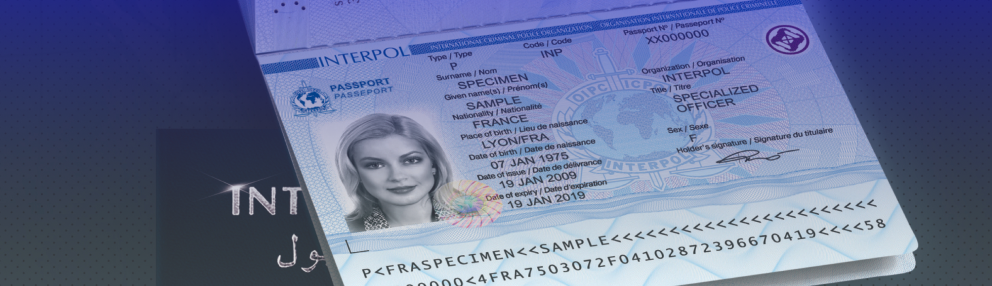 INTERPOL
INTERNATIONAL CRIMINAL POLICE ORGANIZATION ORGANISATION INTERNATIONALE DE POLICE CRIMINELLE
PASSPORT
PASSEPORT
Type / Type
P
Code / Code
INP
Passport Nº / Passeport Nº
XX000000
Surname / Nom
SPECIMEN
Given name(s) / Prénom(s)
SAMPLE
Nationality / Nationalité
FRANCE
Place of birth / Lieu de naissance
LYON/FRA
Date of birth / Date de naissance
07 JAN 1975
Date of issue / Date de délivrance
19 JAN 2009
Date of expiry / Date d'expiration
19 JAN 2019
Organization / Organisation
INTERPOL
Title / Titre
SPECIALIZED
OFFICER
Sex / Sexe
F
Holder's signature / Signature du titulaire
OIPC ICPO
INTERPOL
P<FRASPECIMEN<<SAMPLE<<<<<<<<<<<<<<<<<<<<<<
00000<4FRA7503072F04102872396670419<<<<58
INT
ول